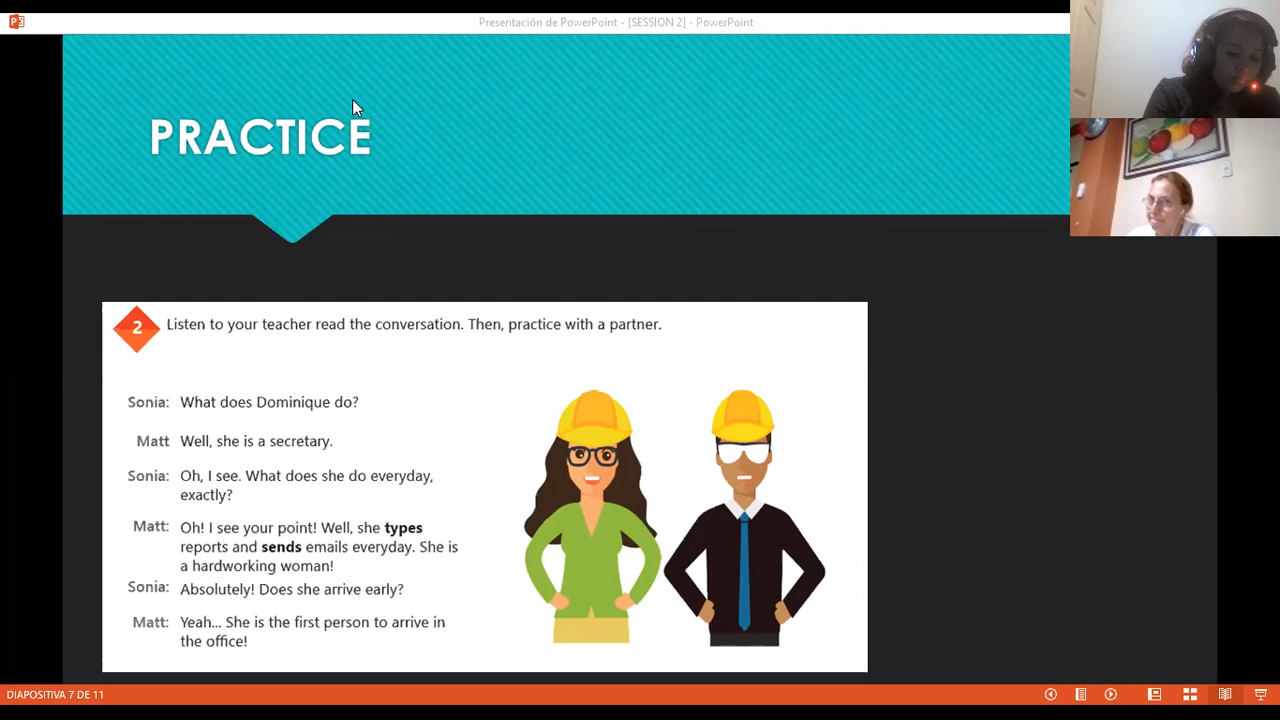 Presentación de PowerPoint - [SESSION 2] - PowerPoint
PRACTICE
2 Listen to your teacher read the conversation. Then, practice with a partner.
Sonia: What does Dominique do?
Matt Well, she is a secretary.
Sonia: Oh, I see. What does she do everyday,
exactly?
Matt: Oh! I see your point! Well, she types
reports and sends emails everyday. She is
a hardworking woman!
Sonia: Absolutely! Does she arrive early?
Matt: Yeah... She is the first person to arrive in
the office!
DIAPOSITIVA 7 DE 11